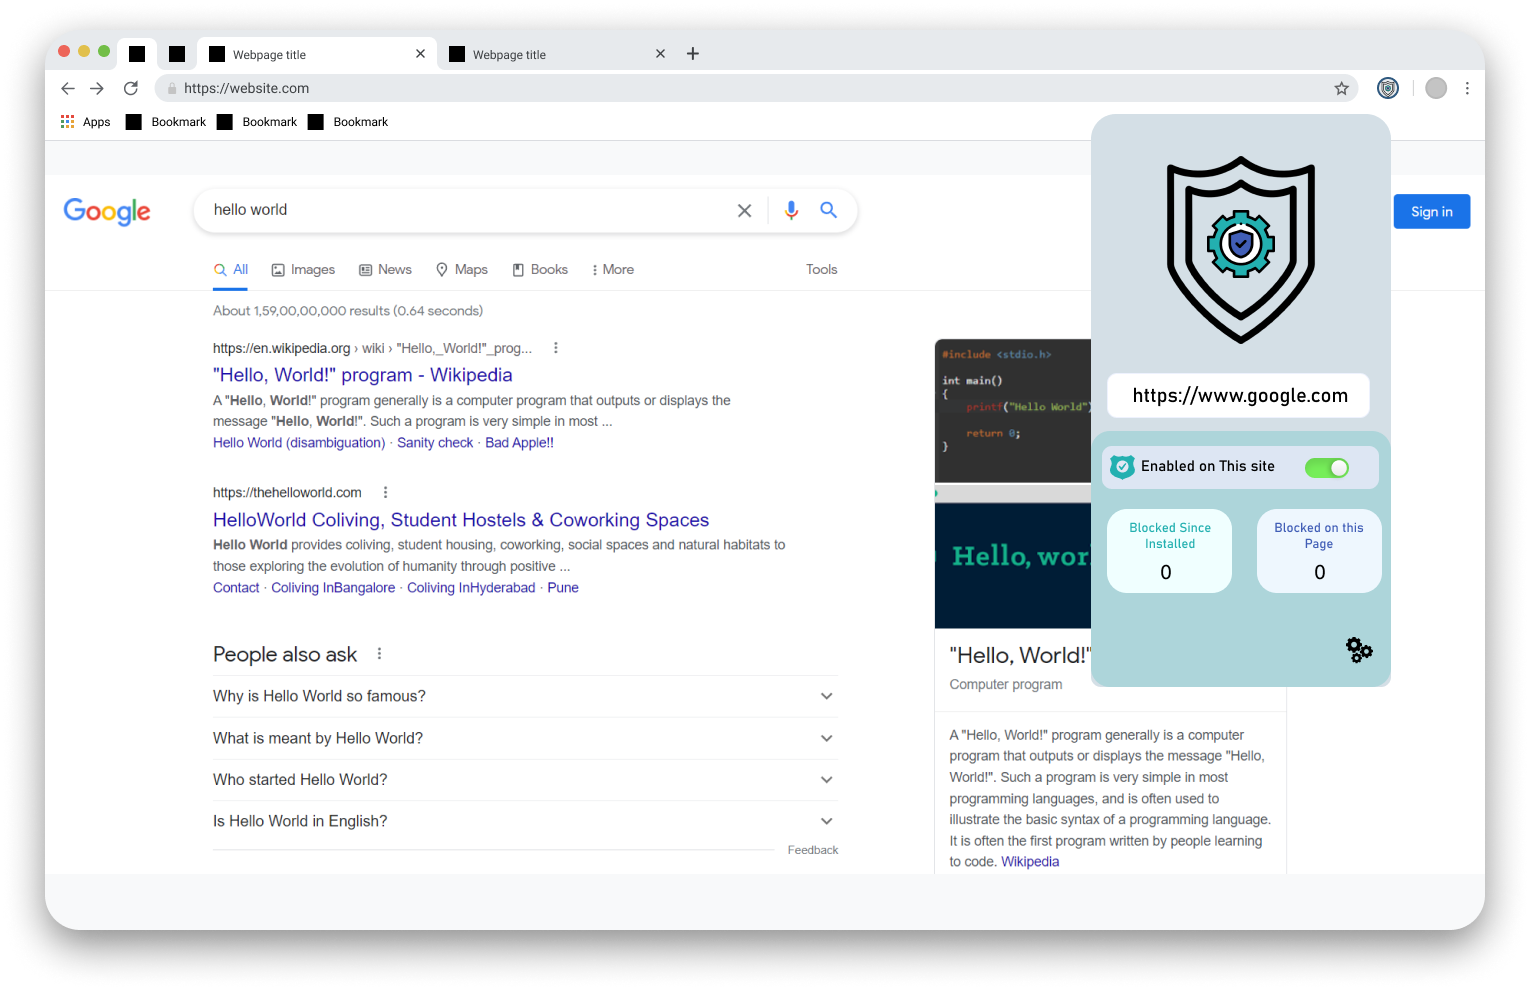 Webpage title
Webpage title
https://website.com
Apps
Bookmark
Bookmark
Bookmark
Google
hello world
Sign in
All
Images
News
Maps
Books
More
Tools
About 1,59,00,00,000 results (0.64 seconds)
https://en.wikipedia.org › wiki › "Hello,_World!"_prog...
"Hello, World!" program - Wikipedia
A "Hello, World!" program generally is a computer program that outputs or displays the
message "Hello, World!". Such a program is very simple in most ...
Hello World (disambiguation) · Sanity check · Bad Apple!!
https://thehelloworld.com
HelloWorld Coliving, Student Hostels & Coworking Spaces
Hello World provides coliving, student housing, coworking, social spaces and natural habitats to
those exploring the evolution of humanity through positive ...
Contact · Coliving InBangalore · Coliving InHyderabad · Pune
People also ask
Why is Hello World so famous?
What is meant by Hello World?
Who started Hello World?
Is Hello World in English?
Feedback
#include <stdio.h>
int main()
{
printf("Hello World")
return 0;
}
Hello, worl
"Hello, World!"
Computer program
A "Hello, World!" program generally is a computer
program that outputs or displays the message "Hello,
World!". Such a program is very simple in most
programming languages, and is often used to
illustrate the basic syntax of a programming language.
It is often the first program written by people learning
to code. Wikipedia
https://www.google.com
Enabled on This site
Blocked Since
Installed
0
Blocked on this
Page
0